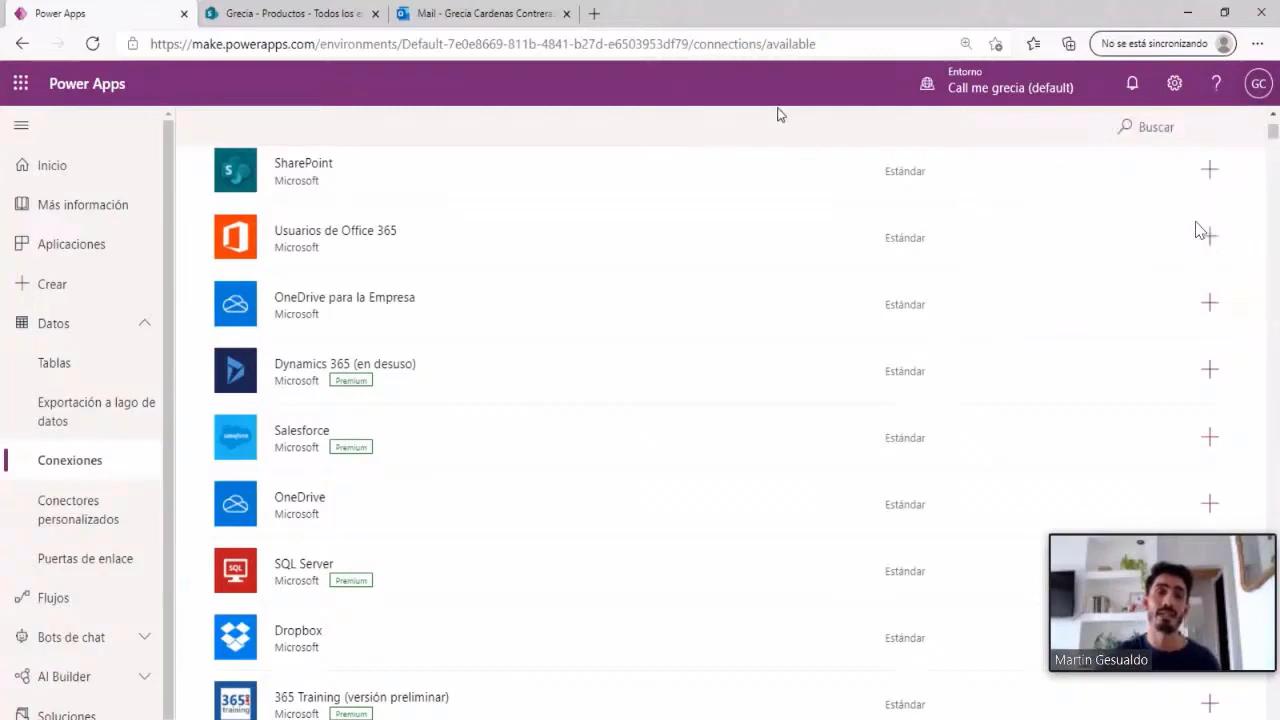 Power Apps
Grecia - Productos - Todos los e
Mail - Grecia Cardenas Contrera
https://make.powerapps.com/environments/Default-7e0e8669-811b-4841-b27d-e6503953df79/connections/available
No se está sincronizando
Power Apps
Entorno
Call me grecia (default)
GC
Buscar
Inicio
Más información
Aplicaciones
Crear
Datos
Tablas
Exportación a lago de
datos
Conexiones
Conectores
personalizados
Puertas de enlace
Flujos
Bots de chat
AI Builder
Soluciones
SharePoint
Microsoft
Estándar
Usuarios de Office 365
Microsoft
Estándar
OneDrive para la Empresa
Microsoft
Estándar
Dynamics 365 (en desuso)
Microsoft Premium
Estándar
Salesforce
Microsoft Premium
Estándar
OneDrive
Microsoft
Estándar
SQL
SQL Server
Microsoft Premium
Estándar
Dropbox
Microsoft
Estándar
365
training
365 Training (versión preliminar)
Microsoft Premium
Estándar
Martin Gesualdo